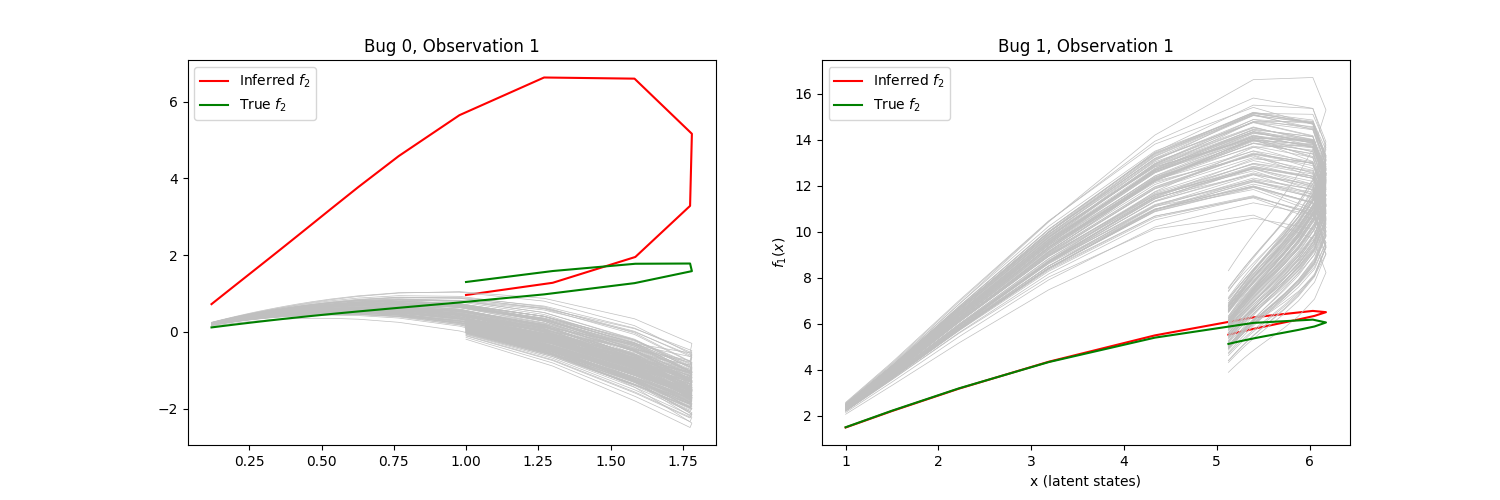 Bug 0, Observation 1
Inferred f₂
True f₂
6
4
2
0
−2
0.25 0.50 0.75 1.00 1.25 1.50 1.75
Bug 1, Observation 1
Inferred f₂
True f₂
f₁(x)
16
14
12
10
8
6
4
2
1 2 3 4 5 6
x (latent states)